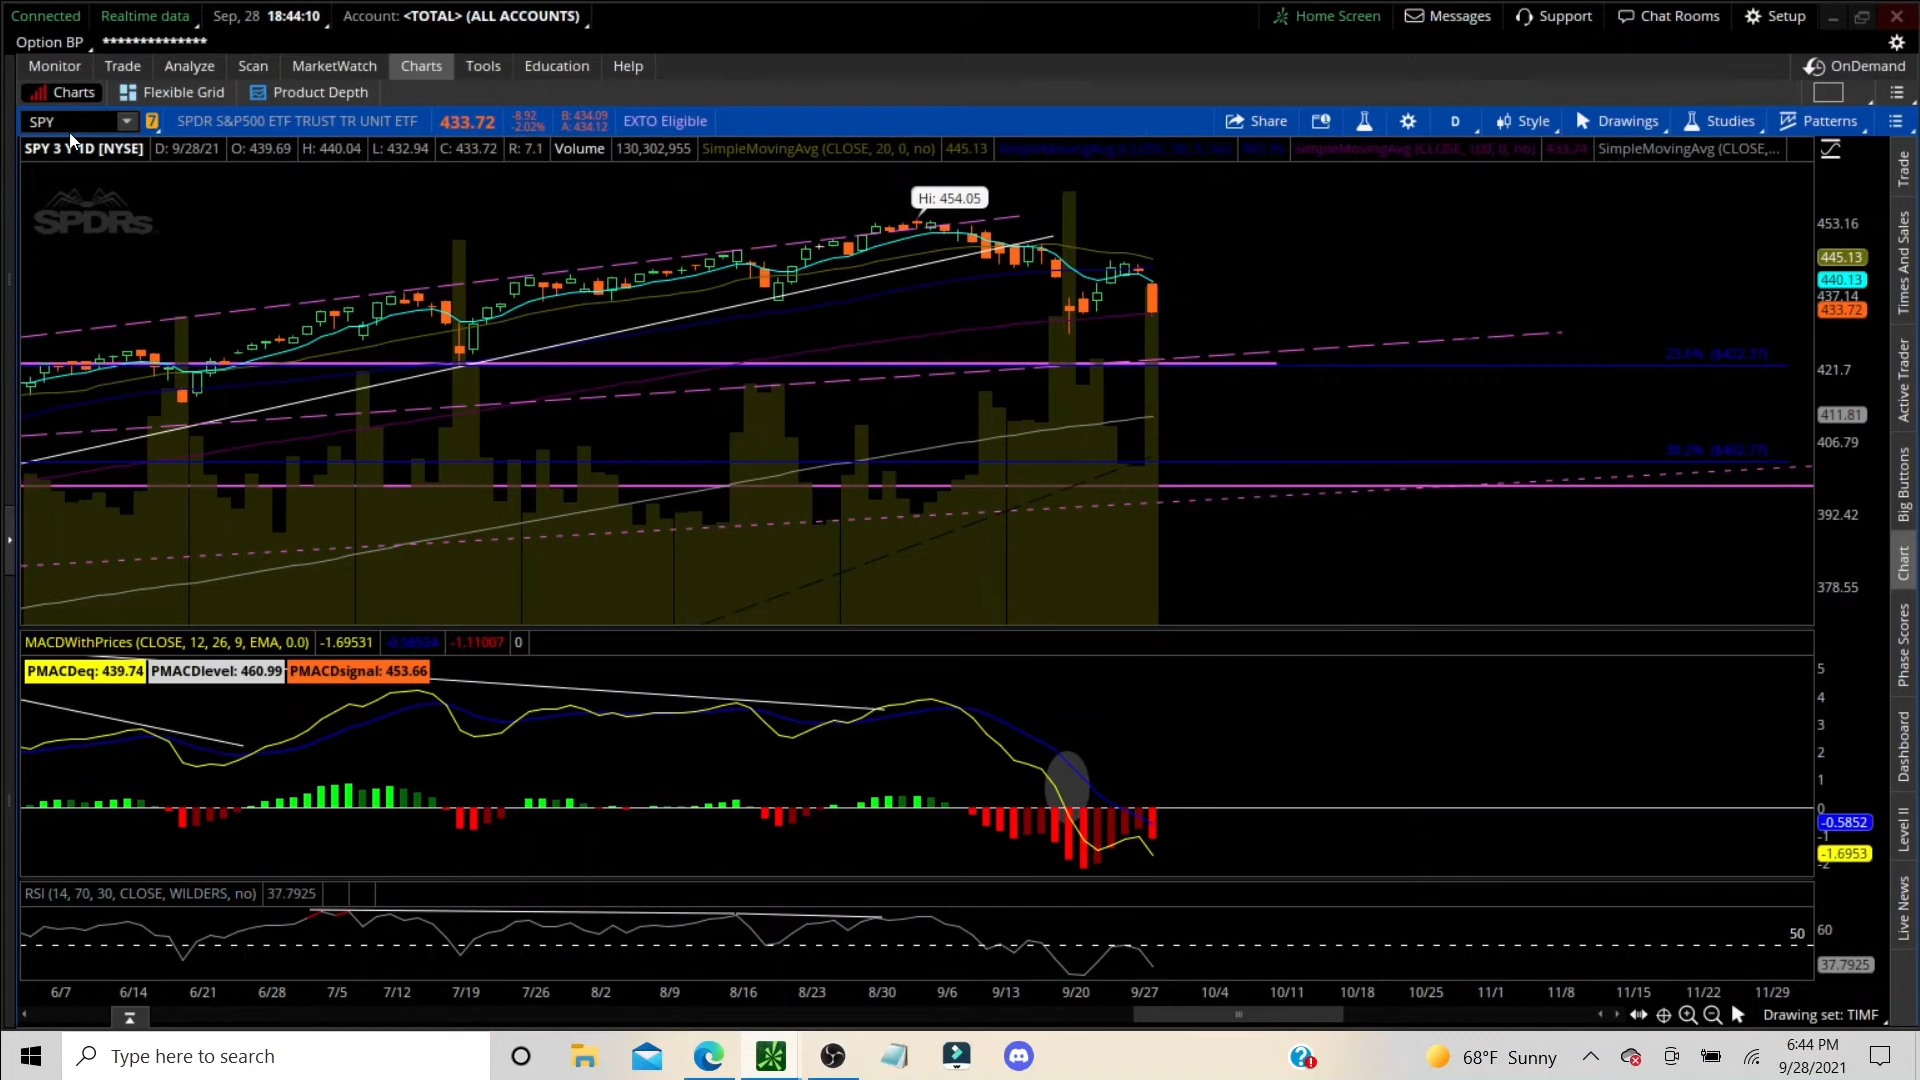 Connected Realtime data Sep, 28 18:44:10 Account: <TOTAL> (ALL ACCOUNTS) Home Screen Messages Support Chat Rooms Setup
Option BP **************
Monitor Trade Analyze Scan MarketWatch Charts Tools Education Help OnDemand
Charts Flexible Grid Product Depth
SPY 7 SPDR S&P500 ETF TRUST TR UNIT ETF 433.72 -8.92 -2.02% B: 434.09 A: 434.12 EXTO Eligible Share D Style Drawings Studies Patterns
SPY 3 Y 1D [NYSE] D: 9/28/21 O: 439.69 H: 440.04 L: 432.94 C: 433.72 R: 7.1 Volume 130,302,955 SimpleMovingAvg (CLOSE, 20, 0, no) 445.13 SimpleMovingAvg (CLOSE, 100, 0, no) 433.24 SimpleMovingAvg (CLOSE,...
SPDRs
Hi: 454.05
453.16
445.13
440.13
437.14
433.72
23.6% ($422.37)
421.7
411.81
406.79
38.2% ($402.77)
392.42
378.55
MACDWithPrices (CLOSE, 12, 26, 9, EMA, 0.0) -1.69531 -1.11007 0
PMACDeq: 439.74 PMACDlevel: 460.99 PMACDsignal: 453.66
5
4
3
2
1
0
-0.5852
-1
-1.6953
-2
RSI (14, 70, 30, CLOSE, WILDERS, no) 37.7925
50 60
37.7925
6/7 6/14 6/21 6/28 7/5 7/12 7/19 7/26 8/2 8/9 8/16 8/23 8/30 9/6 9/13 9/20 9/27 10/4 10/11 10/18 10/25 11/1 11/8 11/15 11/22 11/29
Drawing set: TIMF
Trade
Times And Sales
Active Trader
Big Buttons
Chart
Phase Scores
Dashboard
Level II
Live News
Type here to search 68°F Sunny 6:44 PM
9/28/2021